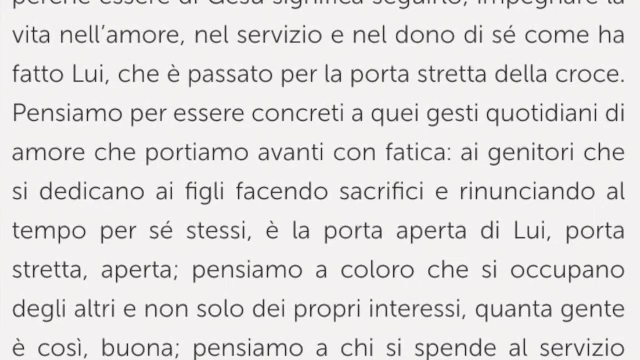 perché essere di Gesù significa seguirlo, impegnare la
vita nell'amore, nel servizio e nel dono di sé come ha
fatto Lui, che è passato per la porta stretta della croce.
Pensiamo per essere concreti a quei gesti quotidiani di
amore che portiamo avanti con fatica: ai genitori che
si dedicano ai figli facendo sacrifici e rinunciando al
tempo per sé stessi, è la porta aperta di Lui, porta
stretta, aperta; pensiamo a coloro che si occupano
degli altri e non solo dei propri interessi, quanta gente
è così, buona; pensiamo a chi si spende al servizio